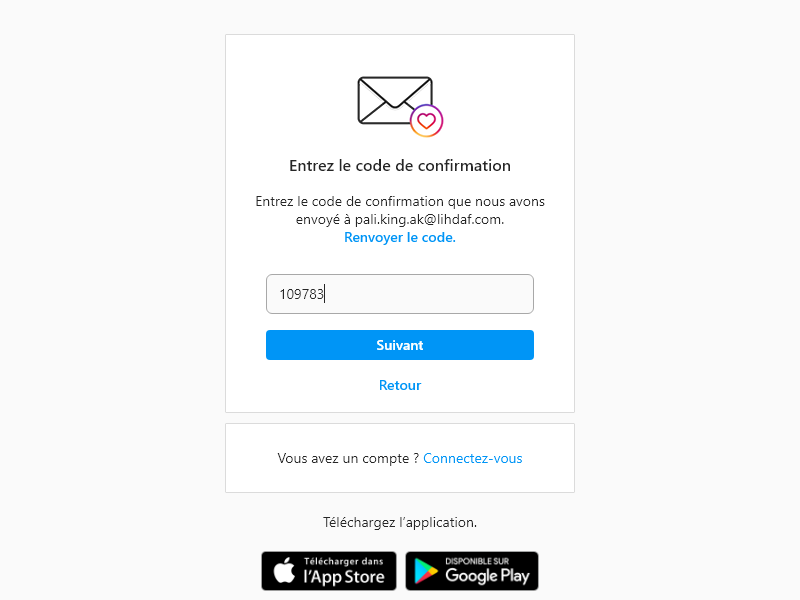 Entrez le code de confirmation
Entrez le code de confirmation que nous avons
envoyé à pali.king.ak@lihdaf.com.
Renvoyer le code.
109783
Suivant
Retour
Vous avez un compte ? Connectez-vous
Téléchargez l’application.
Télécharger dans
l’App Store
DISPONIBLE SUR
Google Play